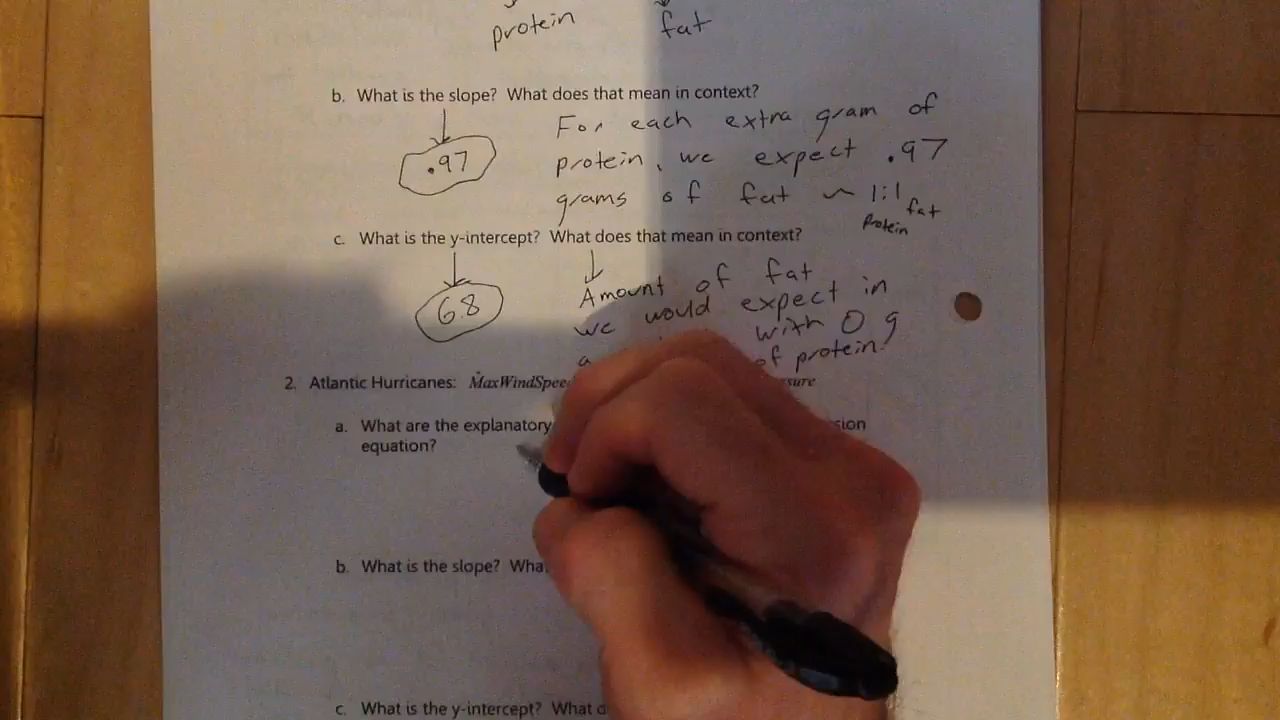 protein fat
b. What is the slope? What does that mean in context?
.97
For each extra gram of
protein, we expect .97
grams of fat ~ 1:1
Protein fat
c. What is the y-intercept? What does that mean in context?
6.8
Amount of fat
we would expect in
a with 0 g
of protein.
2. Atlantic Hurricanes:
a. What are the explanatory
equation?
b. What is the slope?
c. What is the y-intercept? What